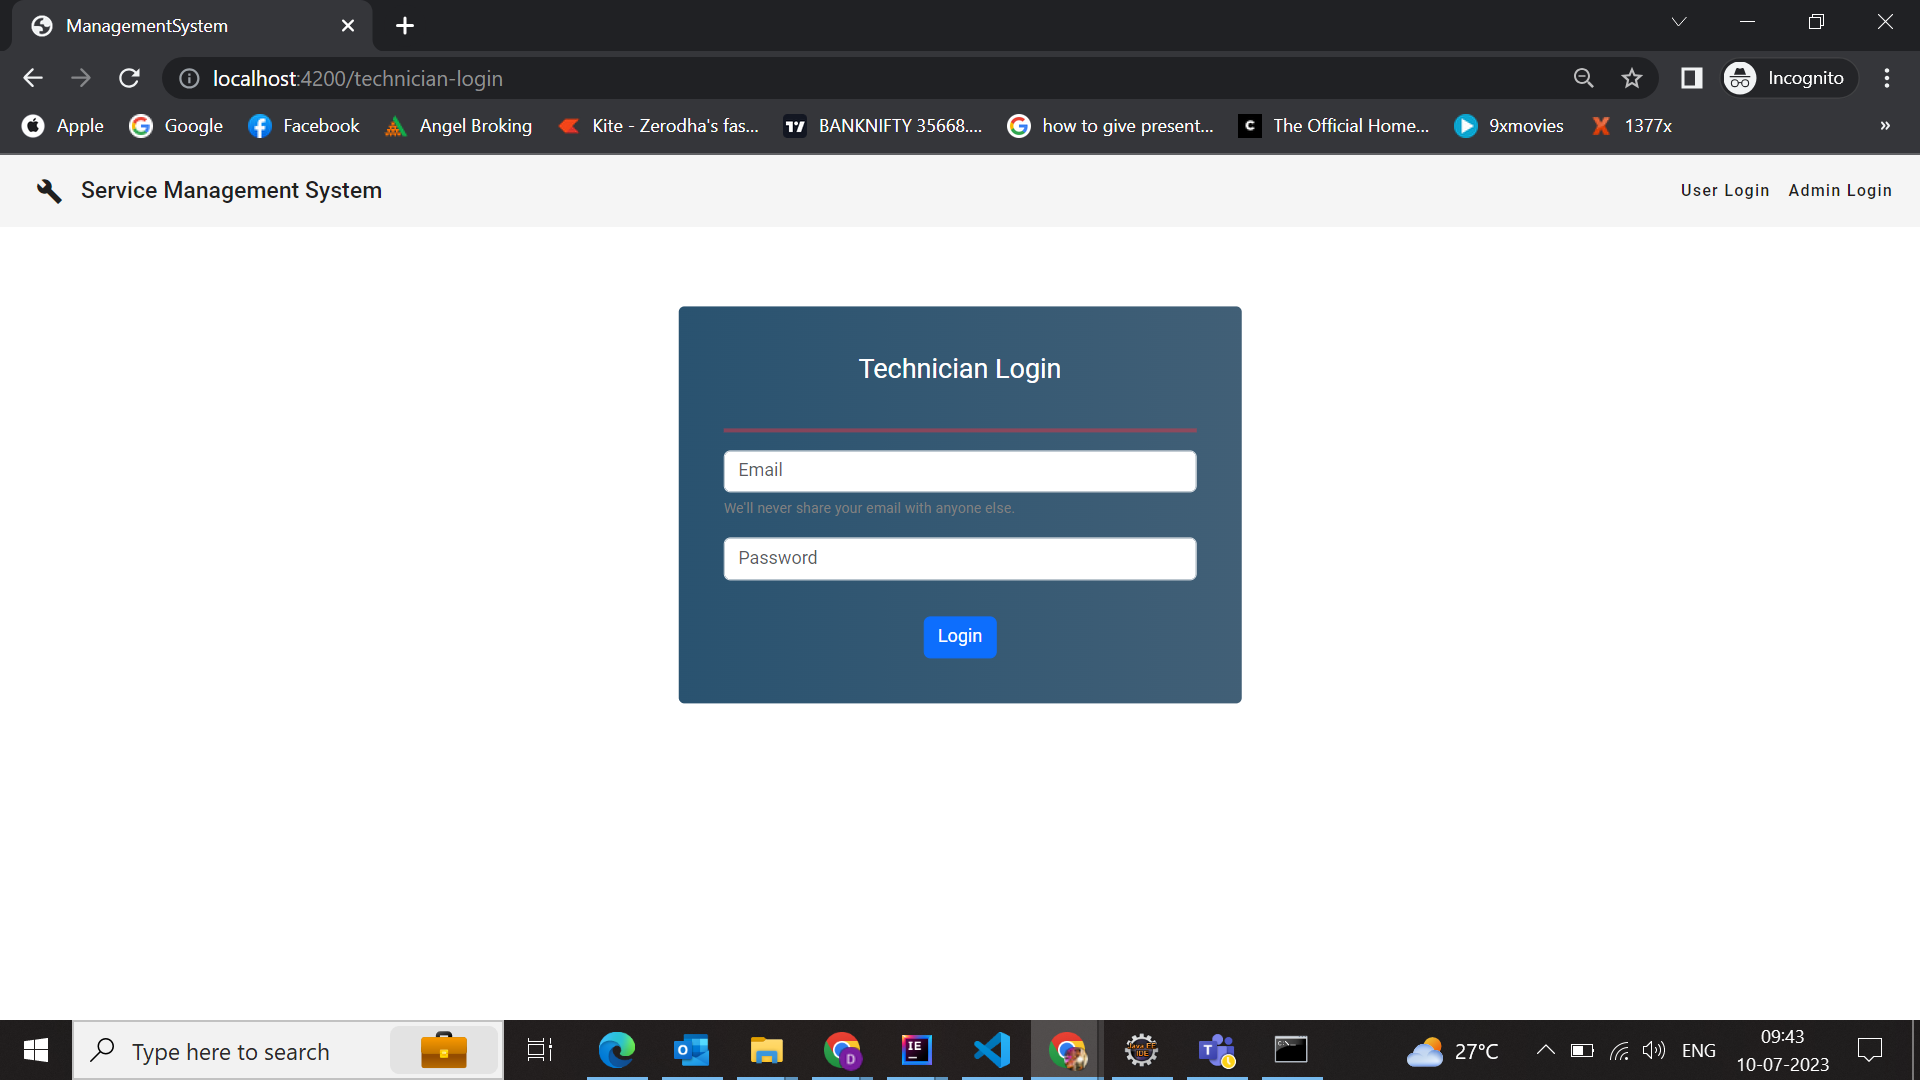 ManagementSystem
localhost:4200/technician-login
Incognito
Apple
Google
Facebook
Angel Broking
Kite - Zerodha's fas...
BANKNIFTY 35668....
how to give present...
The Official Home...
9xmovies
1377x
»
Service Management System
User Login
Admin Login
Technician Login
Email
We'll never share your email with anyone else.
Password
Login
Type here to search
27°C
ENG
09:43
10-07-2023